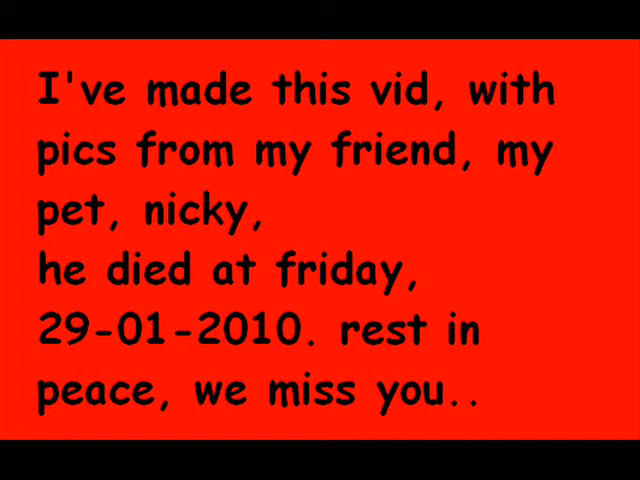 I've made this vid, with
pics from my friend, my
pet, nicky,
he died at friday,
29-01-2010. rest in
peace, we miss you..